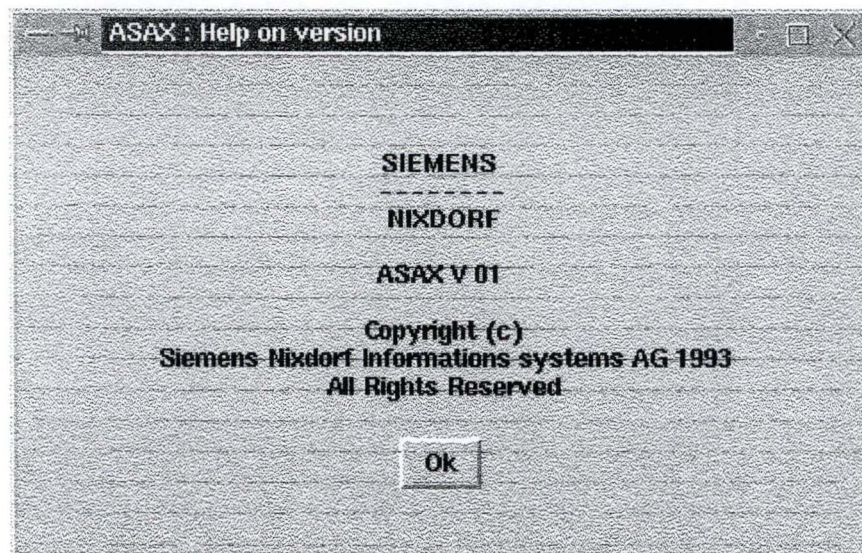 ASAX : Help on version
SIEMENS
---------
NIXDORF
ASAX V 01
Copyright (c)
Siemens Nixdorf Informations systems AG 1993
All Rights Reserved
Ok